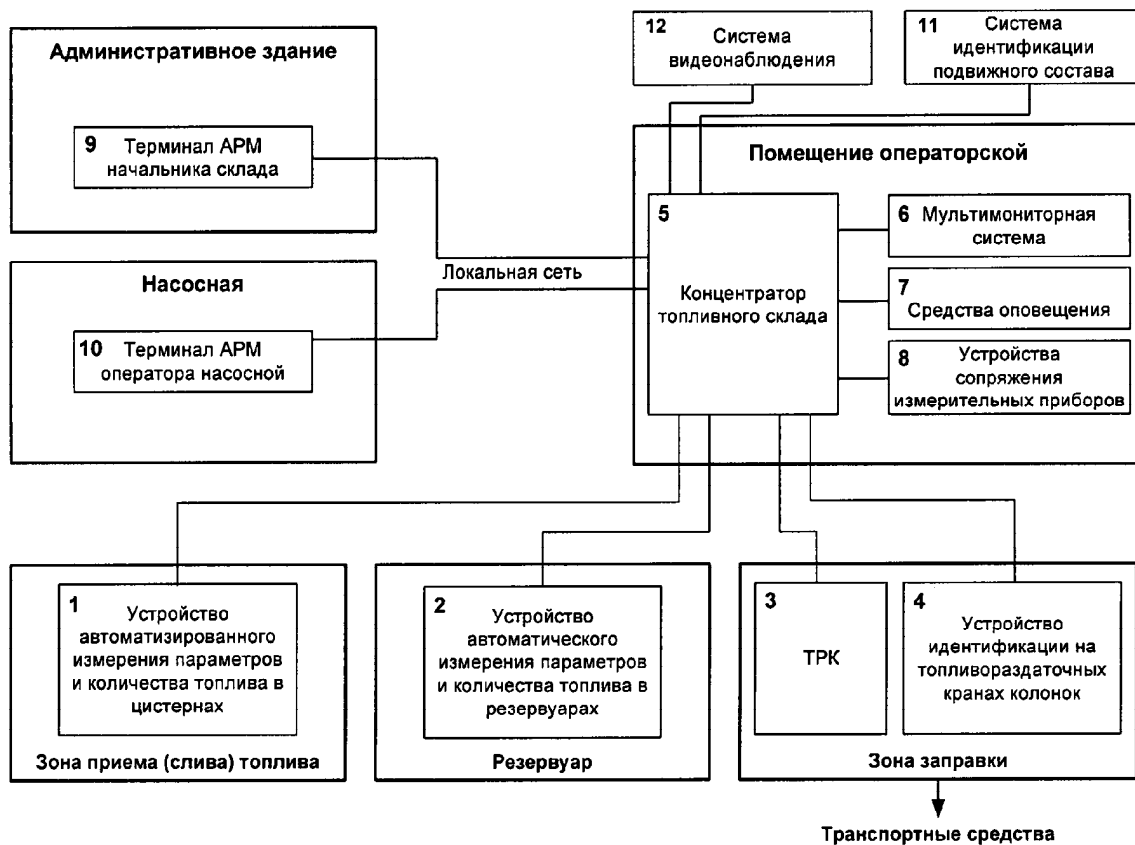 Административное здание
9 Терминал АРМ
начальника склада
12 Система
видеонаблюдения
11 Система
идентификации
подвижного состава
Помещение операторской
5
Концентратор
топливного склада
6 Мультимониторная
система
7
Средства оповещения
8 Устройства
сопряжения
измерительных приборов
Локальная сеть
Насосная
10 Терминал АРМ
оператора насосной
1 Устройство
автоматизированного
измерения параметров
и количества топлива в
цистернах
Зона приема (слива) топлива
2 Устройство
автоматического
измерения параметров
и количества топлива в
резервуарах
Резервуар
3
ТРК
4
Устройство
идентификации на
топливораздаточных
кранах колонок
Зона заправки
Транспортные средства